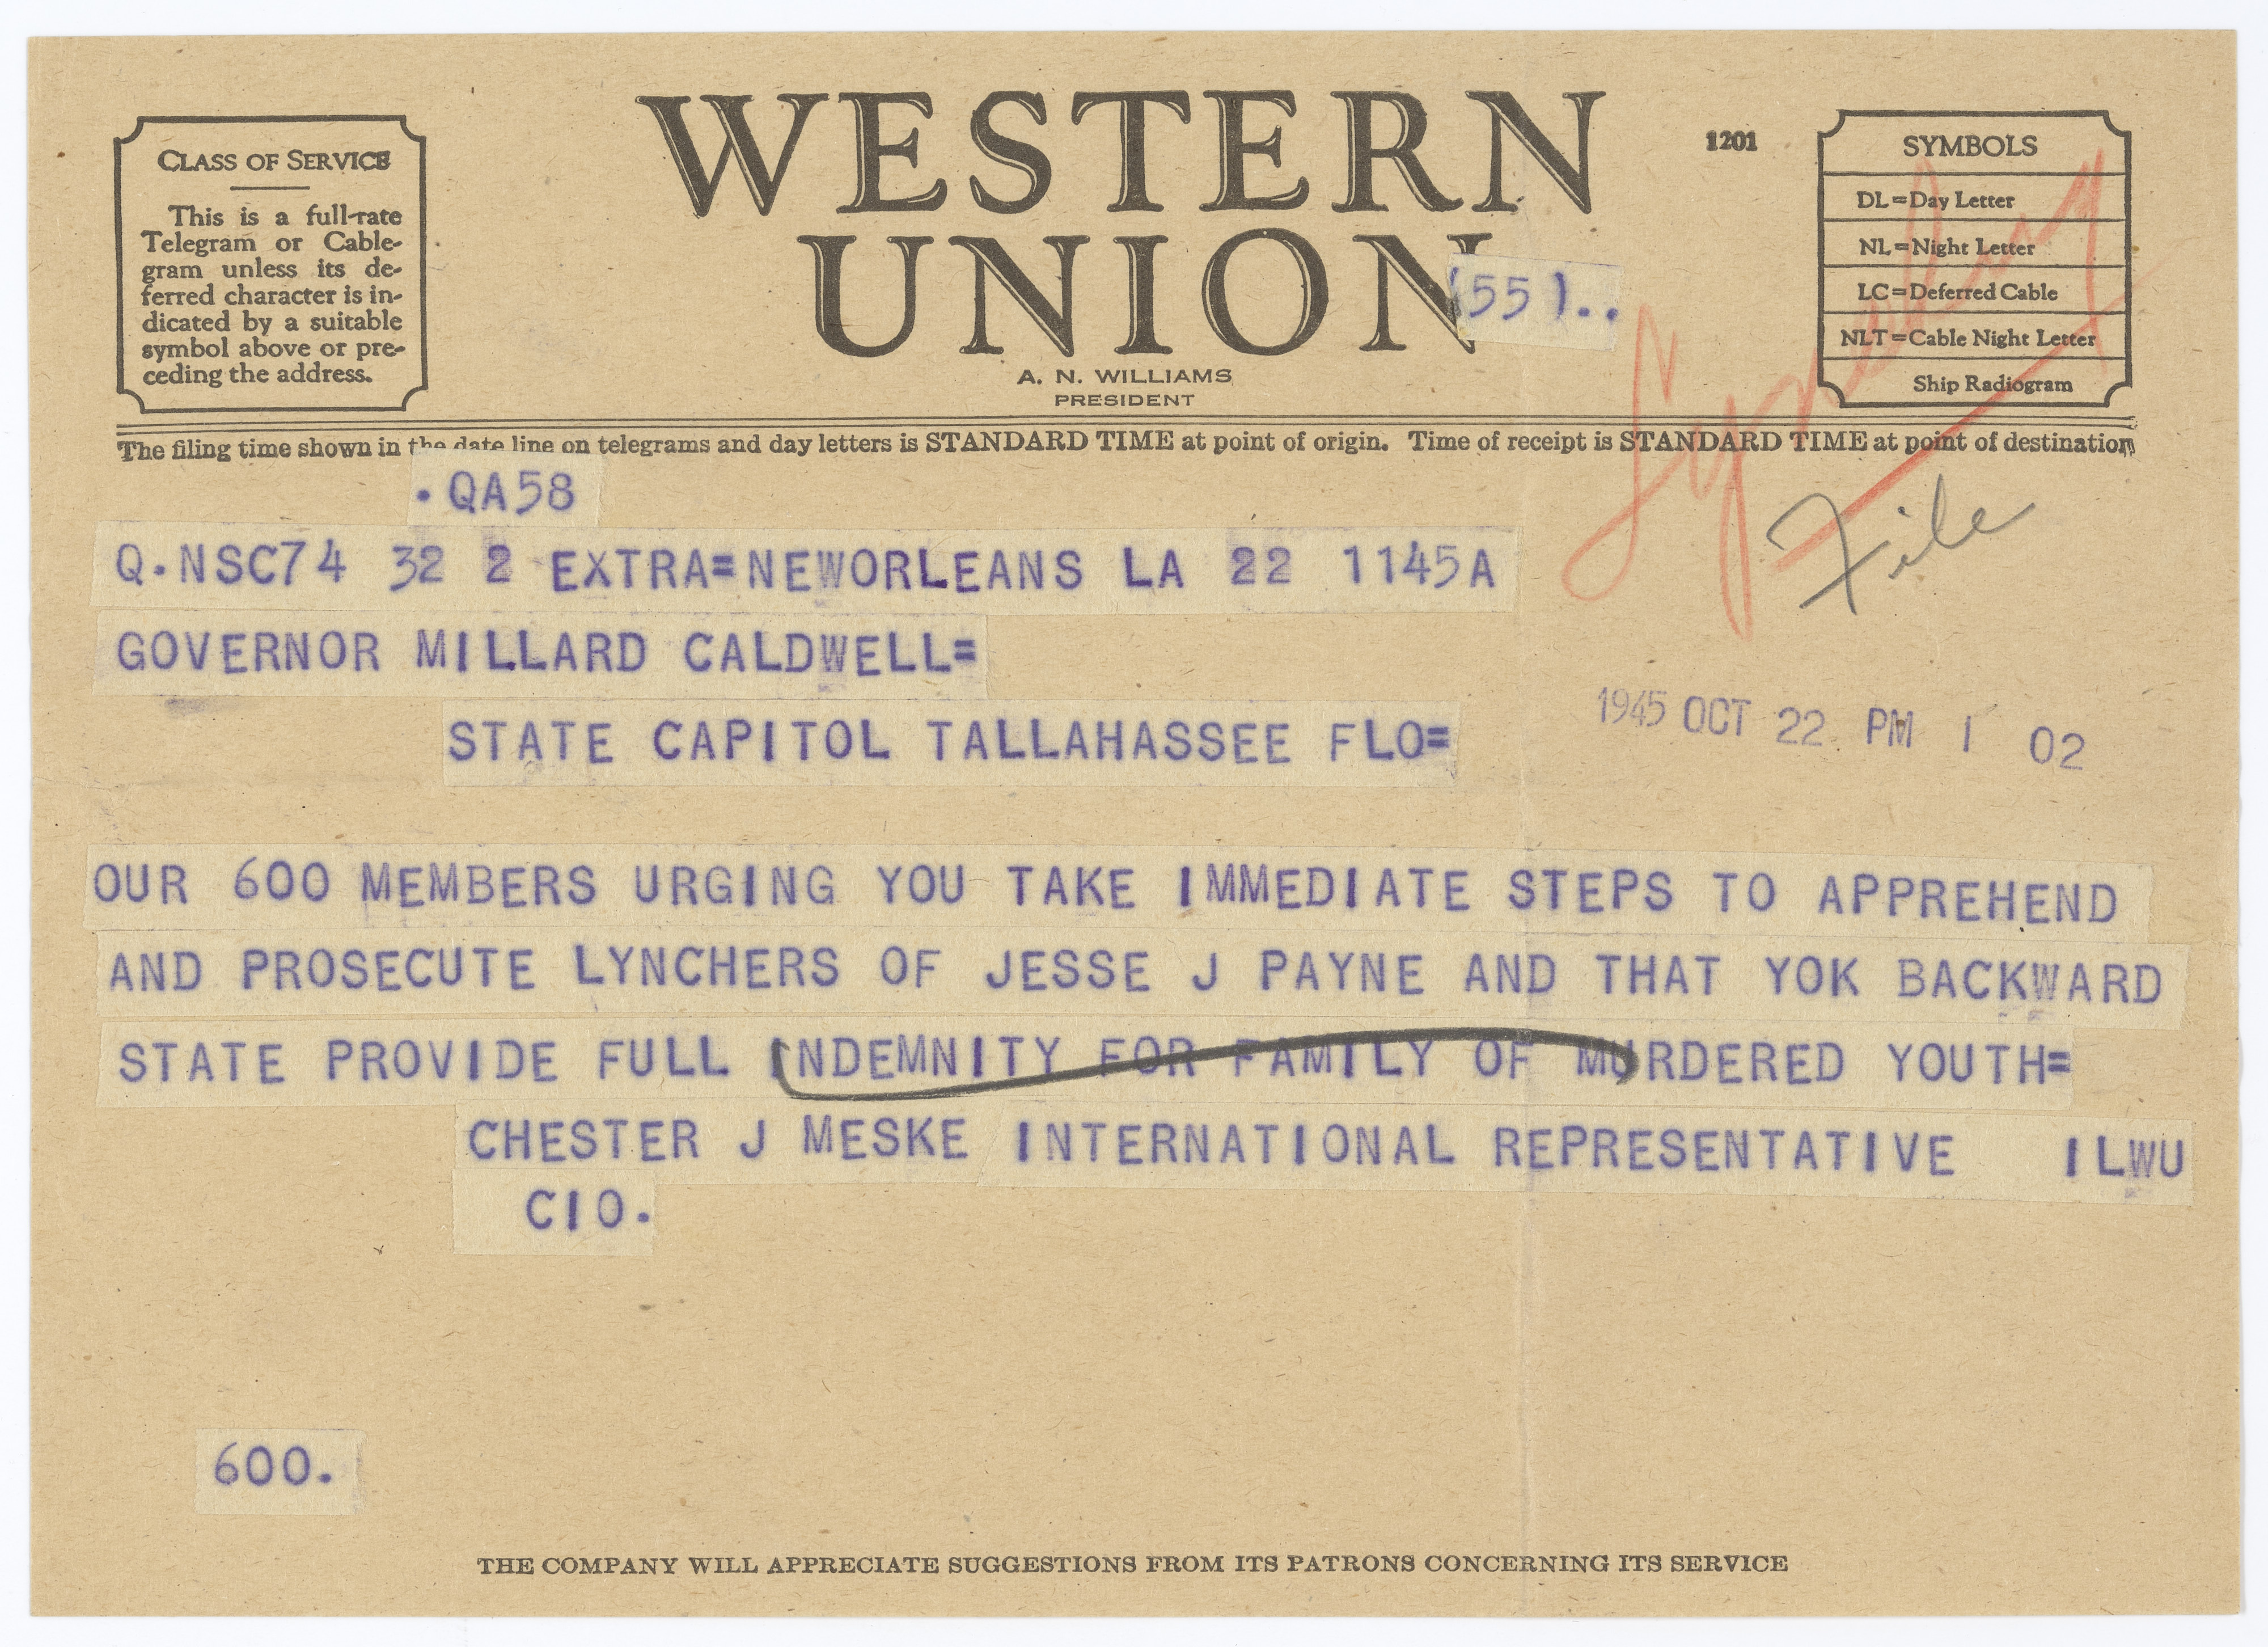 WESTERN
UNION
1201
(55)..
A. N. WILLIAMS
PRESIDENT
CLASS OF SERVICE
This is a full-rate
Telegram or Cable-
gram unless its de-
ferred character is in-
dicated by a suitable
symbol above or pre-
ceding the address.
SYMBOLS
DL=Day Letter
NL=Night Letter
LC=Deferred Cable
NLT=Cable Night Letter
Ship Radiogram
The filing time shown in the date line on telegrams and day letters is STANDARD TIME at point of origin. Time of receipt is STANDARD TIME at point of destination
File
.QA58
Q.NSC74 32 2 EXTRA=NEWORLEANS LA 22 1145A
GOVERNOR MILLARD CALDWELL=
STATE CAPITOL TALLAHASSEE FLO=
1945 OCT 22 PM 1 02
OUR 600 MEMBERS URGING YOU TAKE IMMEDIATE STEPS TO APPREHEND
AND PROSECUTE LYNCHERS OF JESSE J PAYNE AND THAT YOK BACKWARD
STATE PROVIDE FULL INDEMNITY FOR FAMILY OF MURDERED YOUTH=
CHESTER J MESKE INTERNATIONAL REPRESENTATIVE ILWU
CIO.
600.
THE COMPANY WILL APPRECIATE SUGGESTIONS FROM ITS PATRONS CONCERNING ITS SERVICE